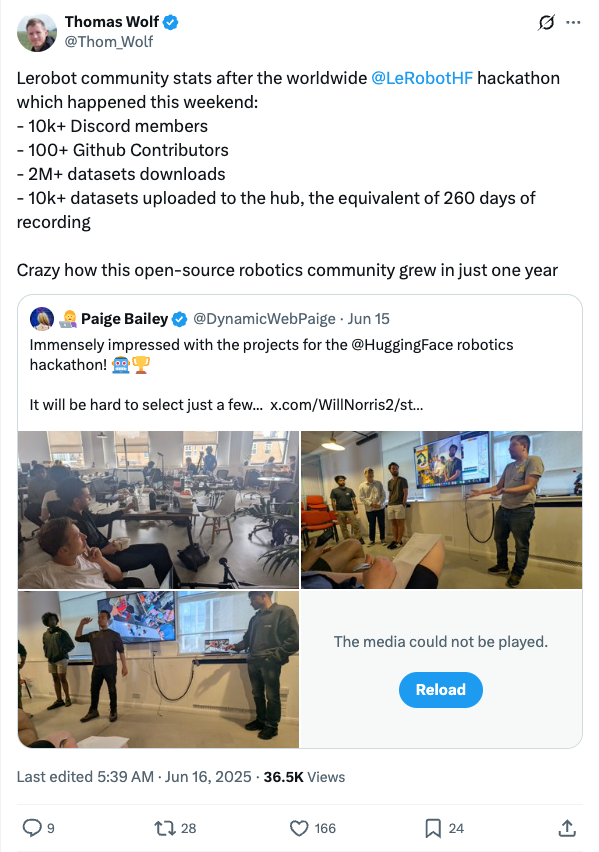 Thomas Wolf
@Thom_Wolf
Lerobot community stats after the worldwide @LeRobotHF hackathon
which happened this weekend:
- 10k+ Discord members
- 100+ Github Contributors
- 2M+ datasets downloads
- 10k+ datasets uploaded to the hub, the equivalent of 260 days of
recording
Crazy how this open-source robotics community grew in just one year
Paige Bailey @DynamicWebPaige · Jun 15
Immensely impressed with the projects for the @HuggingFace robotics
hackathon! 🤖🏆
It will be hard to select just a few... x.com/WillNorris2/st...
The media could not be played.
Reload
Last edited 5:39 AM · Jun 16, 2025 · 36.5K Views
9
28
166
24